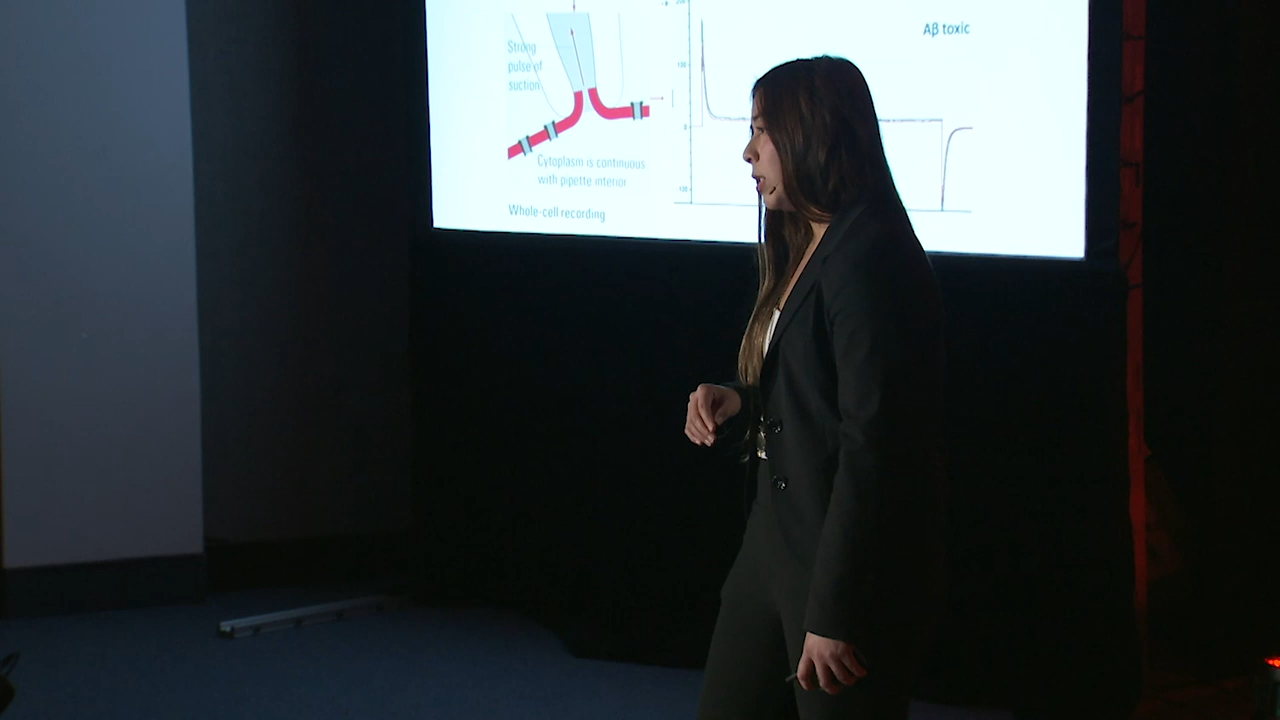 Strong
pulse of
suction
Cytoplasm is continuous
with pipette interior
Whole-cell recording
Aβ toxic